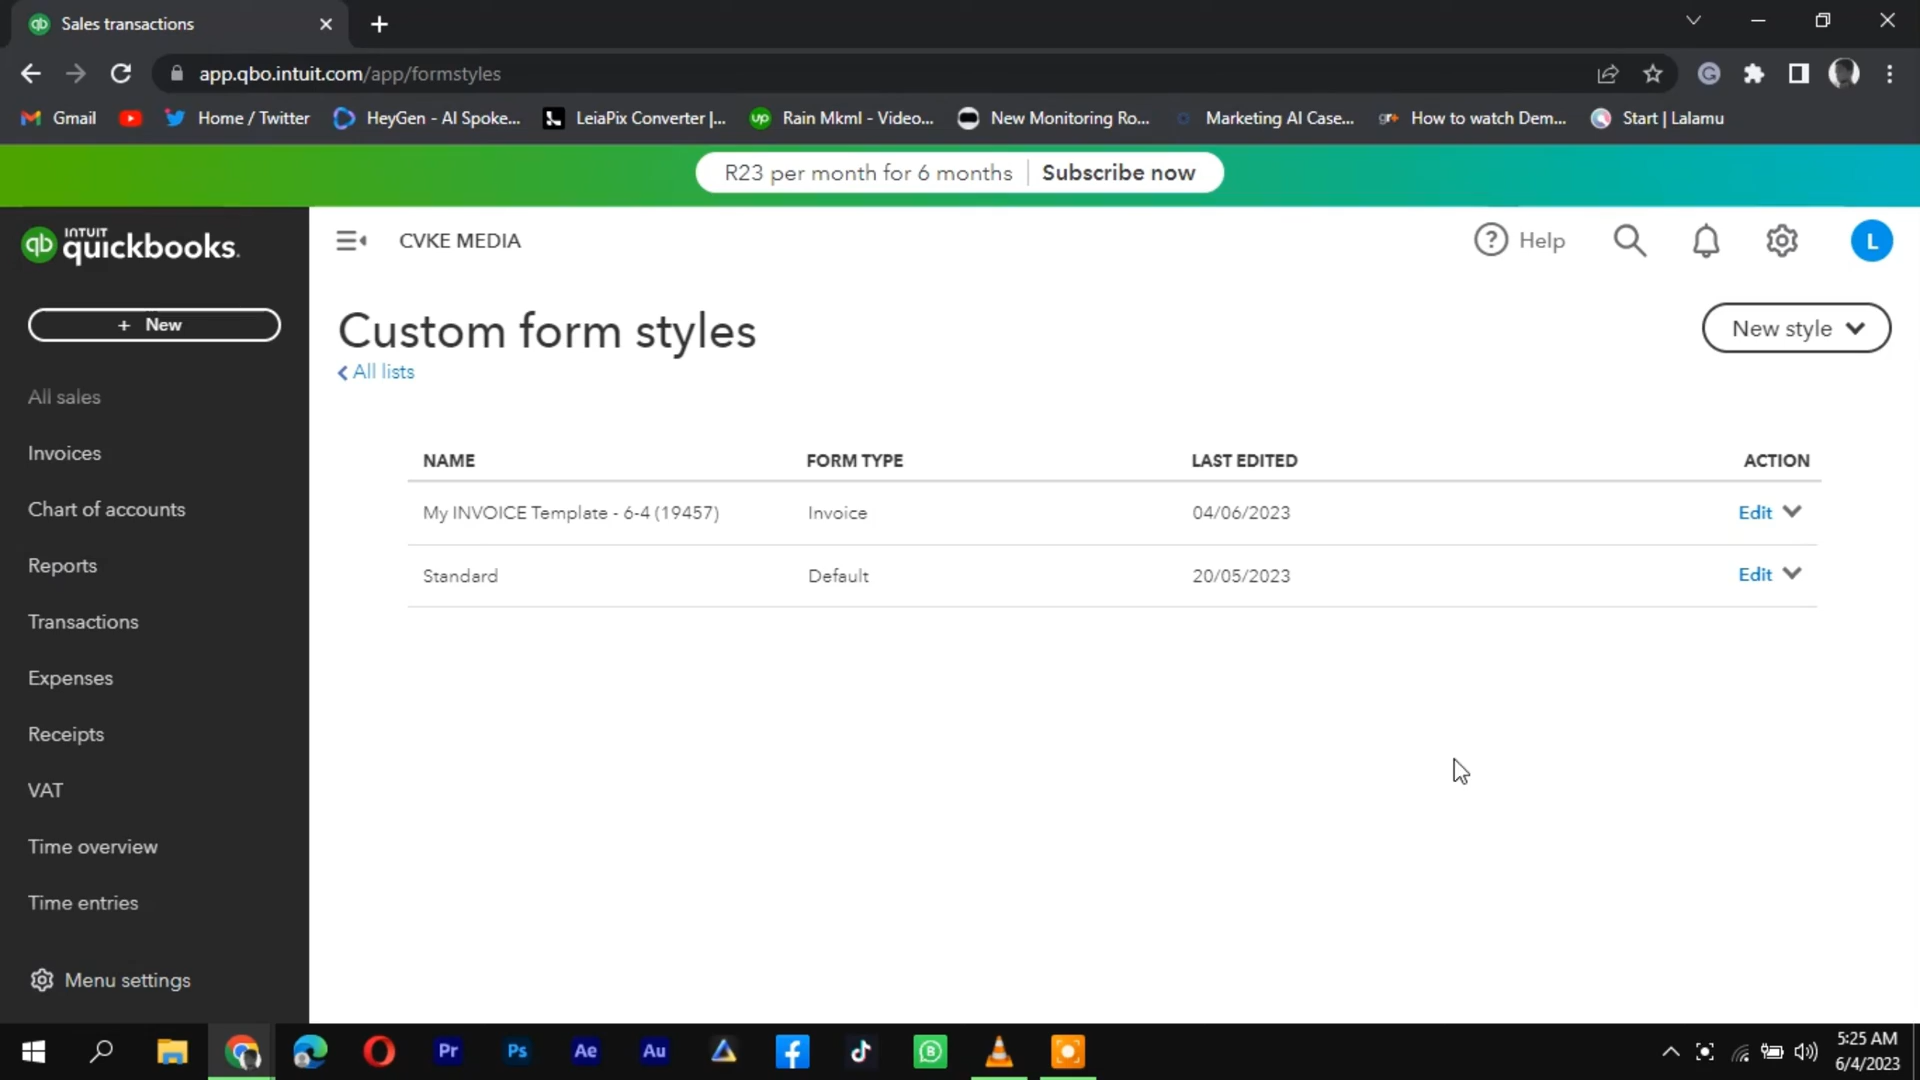 Sales transactions
app.qbo.intuit.com/app/formstyles
Gmail
Home / Twitter
HeyGen - AI Spoke...
LeiaPix Converter |...
up
Rain Mkml - Video...
New Monitoring Ro...
Marketing AI Case...
gr+
How to watch Dem...
Start | Lalamu
R23 per month for 6 months
Subscribe now
qb INTUIT quickbooks.
CVKE MEDIA
Help
L
+ New
Custom form styles
New style
All lists
All sales
Invoices
Chart of accounts
Reports
Transactions
Expenses
Receipts
VAT
Time overview
Time entries
Menu settings
NAME FORM TYPE LAST EDITED ACTION
My INVOICE Template - 6-4 (19457) Invoice 04/06/2023 Edit
Standard Default 20/05/2023 Edit
Pr
Ps
Ae
Au
5:25 AM
6/4/2023